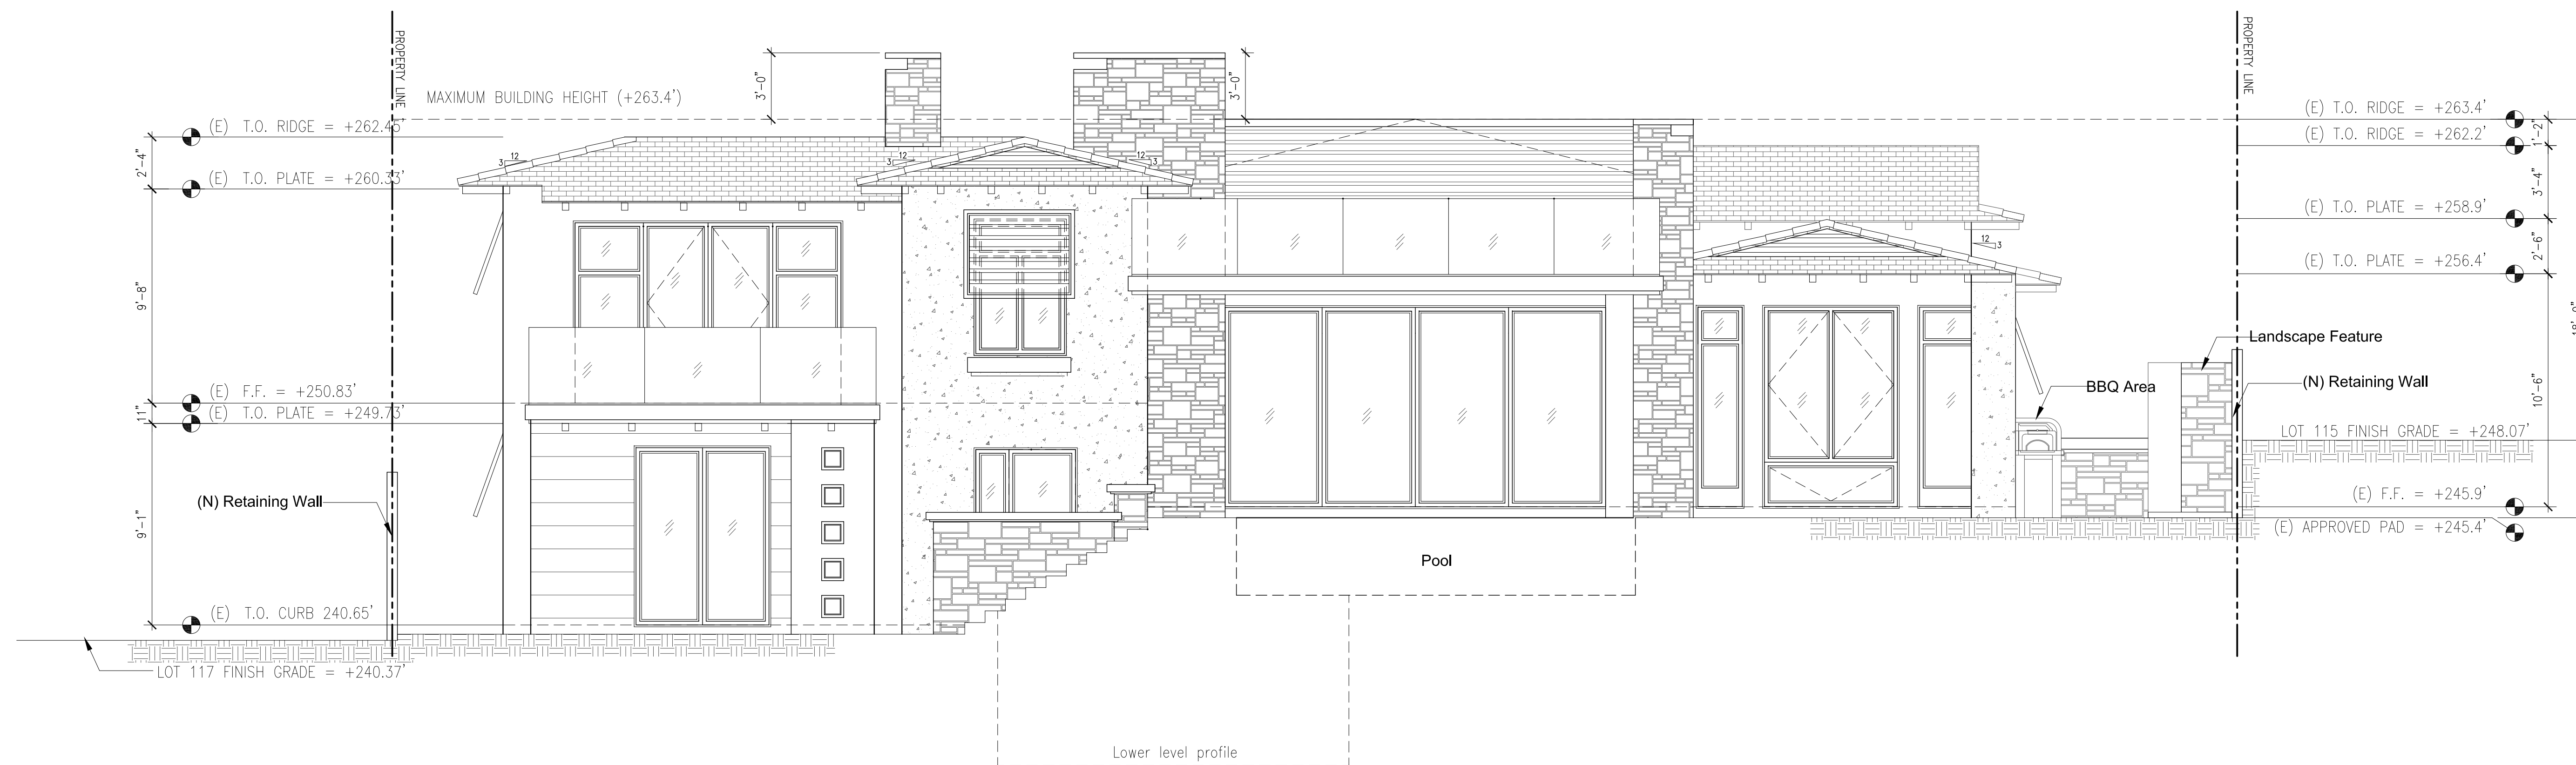 PROPERTY LINE
MAXIMUM BUILDING HEIGHT (+263.4')
3'-0"
3'-0"
PROPERTY LINE
(E) T.O. RIDGE = +262.45'
2'-4"
(E) T.O. PLATE = +260.33'
9'-8"
(E) F.F. = +250.83'
11"
(E) T.O. PLATE = +249.73'
(N) Retaining Wall
9'-1"
(E) T.O. CURB 240.65'
LOT 117 FINISH GRADE = +240.37'
12
3
12
3
12
3
12
3
Pool
Lower level profile
(E) T.O. RIDGE = +263.4'
1'-2"
(E) T.O. RIDGE = +262.2'
3'-4"
(E) T.O. PLATE = +258.9'
2'-6"
(E) T.O. PLATE = +256.4'
Landscape Feature
BBQ Area
(N) Retaining Wall
10'-6"
LOT 115 FINISH GRADE = +248.07'
(E) F.F. = +245.9'
(E) APPROVED PAD = +245.4'